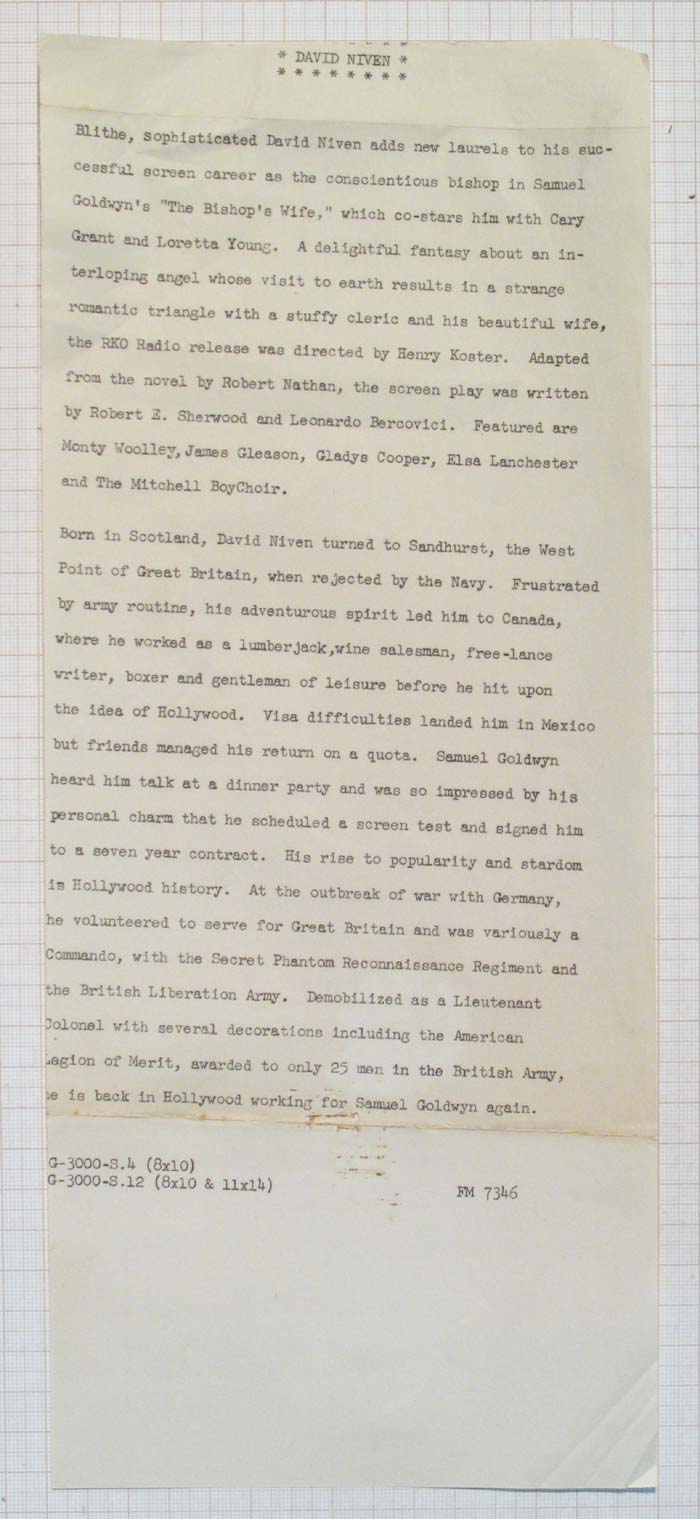 * DAVID NIVEN *
* * * * * * * *
Blithe, sophisticated David Niven adds new laurels to his suc-
cessful screen career as the conscientious bishop in Samuel
Goldwyn's "The Bishop's Wife," which co-stars him with Cary
Grant and Loretta Young. A delightful fantasy about an in-
terloping angel whose visit to earth results in a strange
romantic triangle with a stuffy cleric and his beautiful wife,
the RKO Radio release was directed by Henry Koster. Adapted
from the novel by Robert Nathan, the screen play was written
by Robert E. Sherwood and Leonardo Bercovici. Featured are
Monty Woolley, James Gleason, Gladys Cooper, Elsa Lanchester
and The Mitchell BoyChoir.
Born in Scotland, David Niven turned to Sandhurst, the West
Point of Great Britain, when rejected by the Navy. Frustrated
by army routine, his adventurous spirit led him to Canada,
where he worked as a lumberjack,wine salesman, free-lance
writer, boxer and gentleman of leisure before he hit upon
the idea of Hollywood. Visa difficulties landed him in Mexico
but friends managed his return on a quota. Samuel Goldwyn
heard him talk at a dinner party and was so impressed by his
personal charm that he scheduled a screen test and signed him
to a seven year contract. His rise to popularity and stardom
is Hollywood history. At the outbreak of war with Germany,
he volunteered to serve for Great Britain and was variously a
Commando, with the Secret Phantom Reconnaissance Regiment and
the British Liberation Army. Demobilized as a Lieutenant
Colonel with several decorations including the American
Legion of Merit, awarded to only 25 men in the British Army,
he is back in Hollywood working for Samuel Goldwyn again.
G-3000-S.4 (8x10)
G-3000-S.12 (8x10 & 11x14)
FM 7346